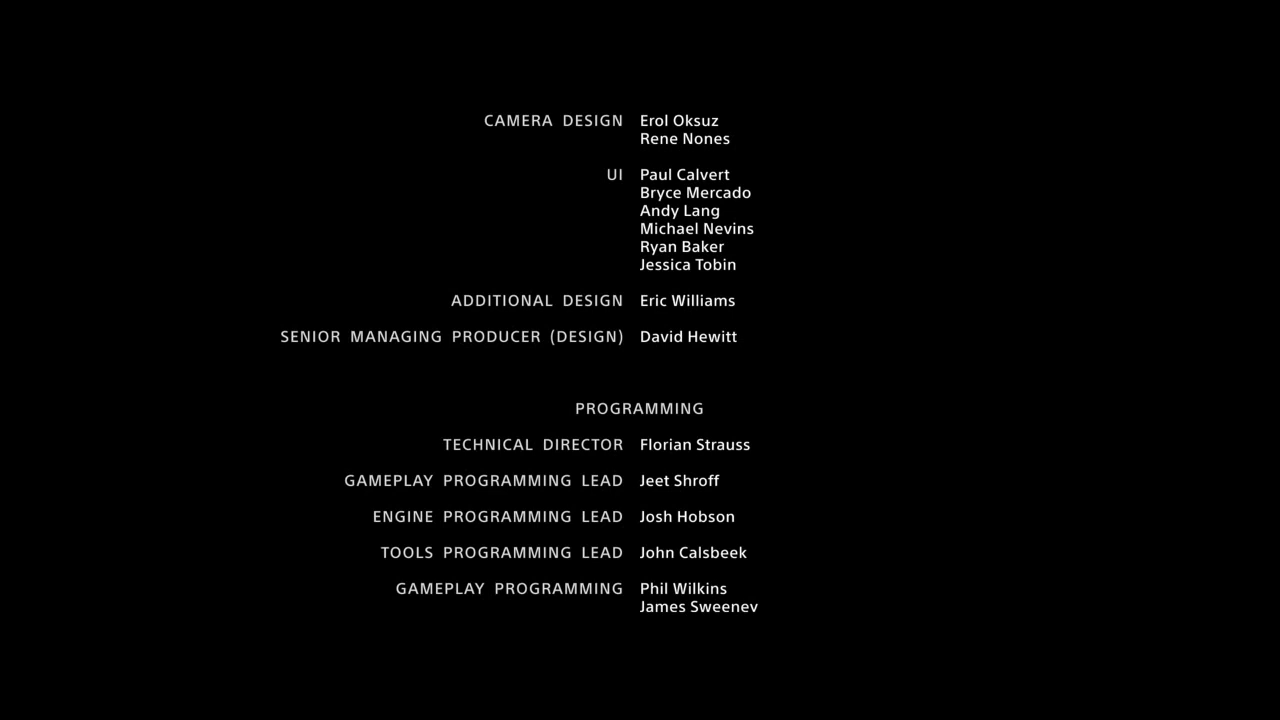 CAMERA DESIGN Erol Oksuz
Rene Nones
UI Paul Calvert
Bryce Mercado
Andy Lang
Michael Nevins
Ryan Baker
Jessica Tobin
ADDITIONAL DESIGN Eric Williams
SENIOR MANAGING PRODUCER (DESIGN) David Hewitt
PROGRAMMING
TECHNICAL DIRECTOR Florian Strauss
GAMEPLAY PROGRAMMING LEAD Jeet Shroff
ENGINE PROGRAMMING LEAD Josh Hobson
TOOLS PROGRAMMING LEAD John Calsbeek
GAMEPLAY PROGRAMMING Phil Wilkins
James Sweeney